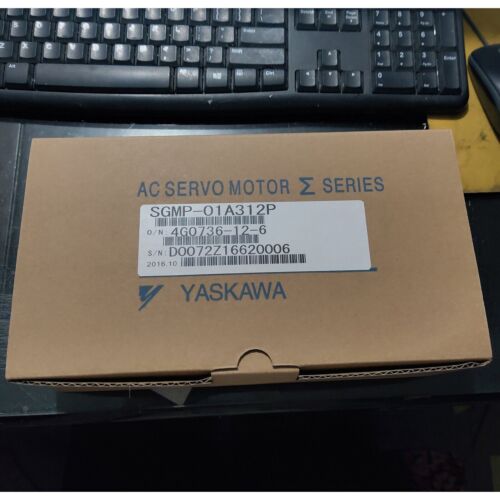 AC SERVO MOTOR Σ SERIES
SGMP-01A312P
O/N 4G0736-12-6
S/N: D0072Z16620006
2016.10
YASKAWA